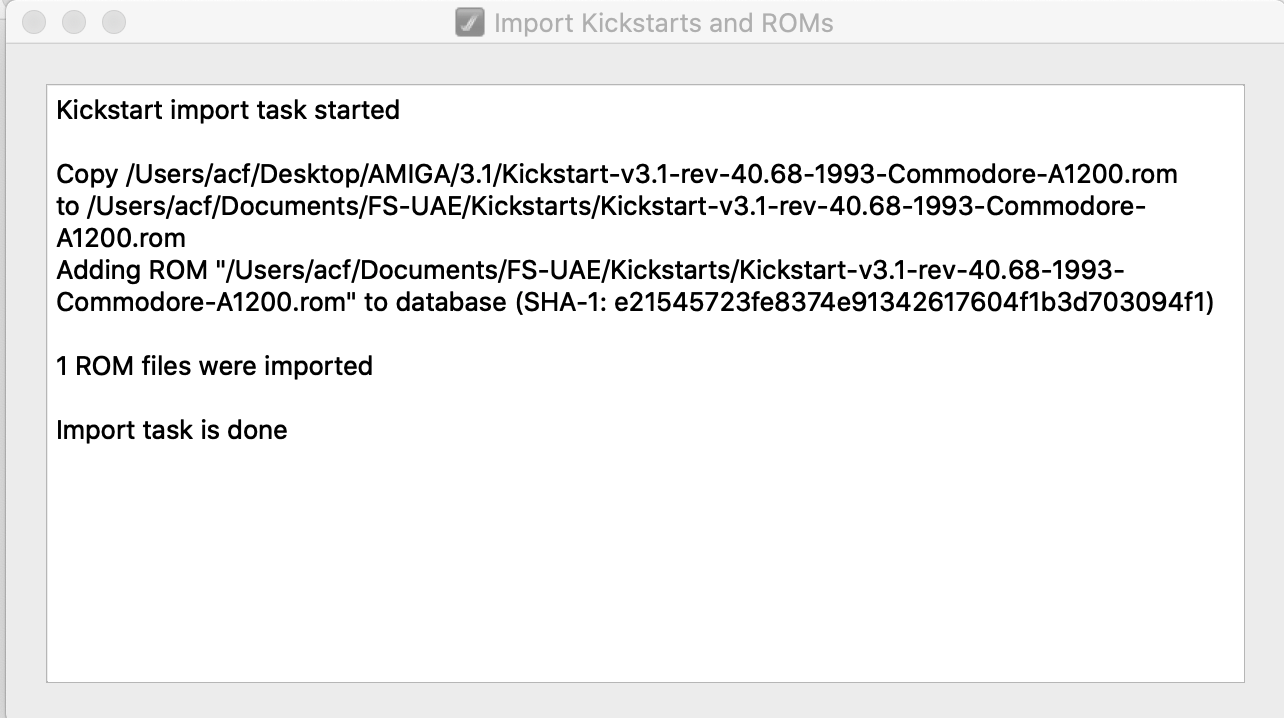 Import Kickstarts and ROMs
Kickstart import task started
Copy /Users/acf/Desktop/AMIGA/3.1/Kickstart-v3.1-rev-40.68-1993-Commodore-A1200.rom
to /Users/acf/Documents/FS-UAE/Kickstarts/Kickstart-v3.1-rev-40.68-1993-Commodore-
A1200.rom
Adding ROM "/Users/acf/Documents/FS-UAE/Kickstarts/Kickstart-v3.1-rev-40.68-1993-
Commodore-A1200.rom" to database (SHA-1: e21545723fe8374e91342617604f1b3d703094f1)
1 ROM files were imported
Import task is done